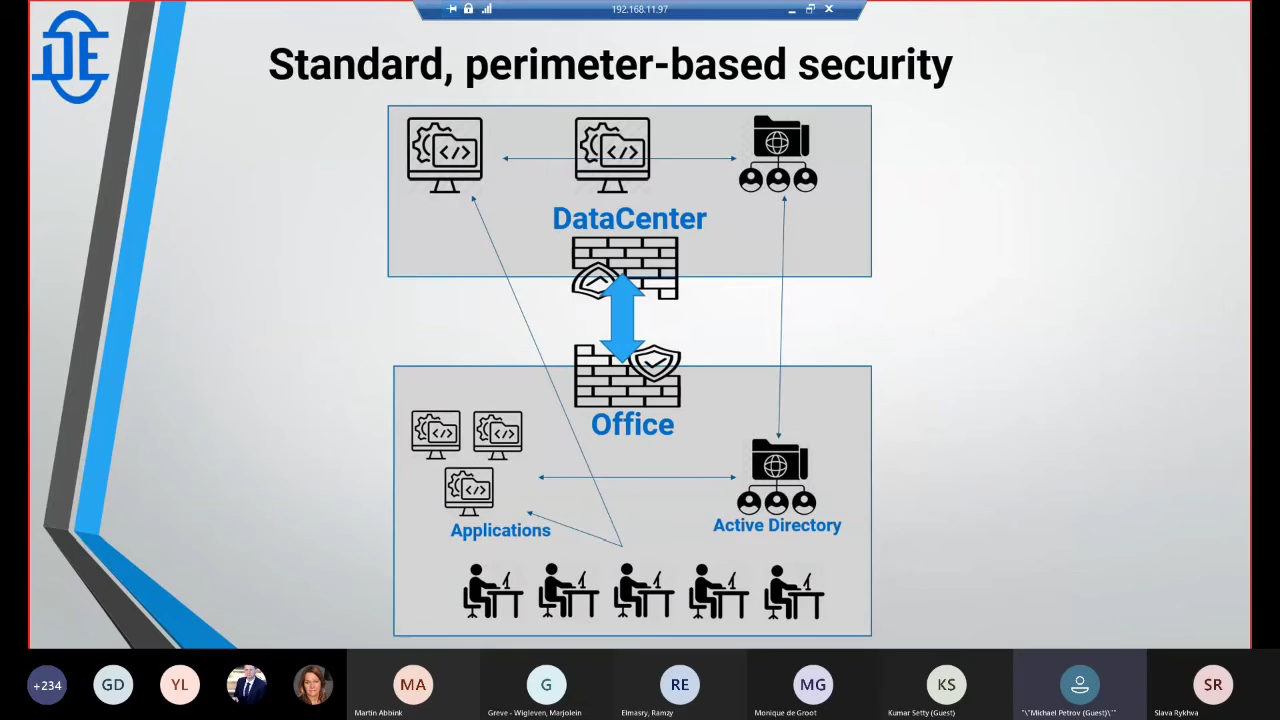 192.168.11.97
DE
Standard, perimeter-based security
</>
</>
DataCenter
Office
</>
</>
</>
Applications
Active Directory
+234
GD
YL
MA
G
RE
MG
KS
SR
Martin Abbink
Greve - Wigleven, Marjolein
Elmasry, Ramzy
Monique de Groot
Kumar Setty (Guest)
"\"Michael Petrov (Guest)\""
Slava Rykhva